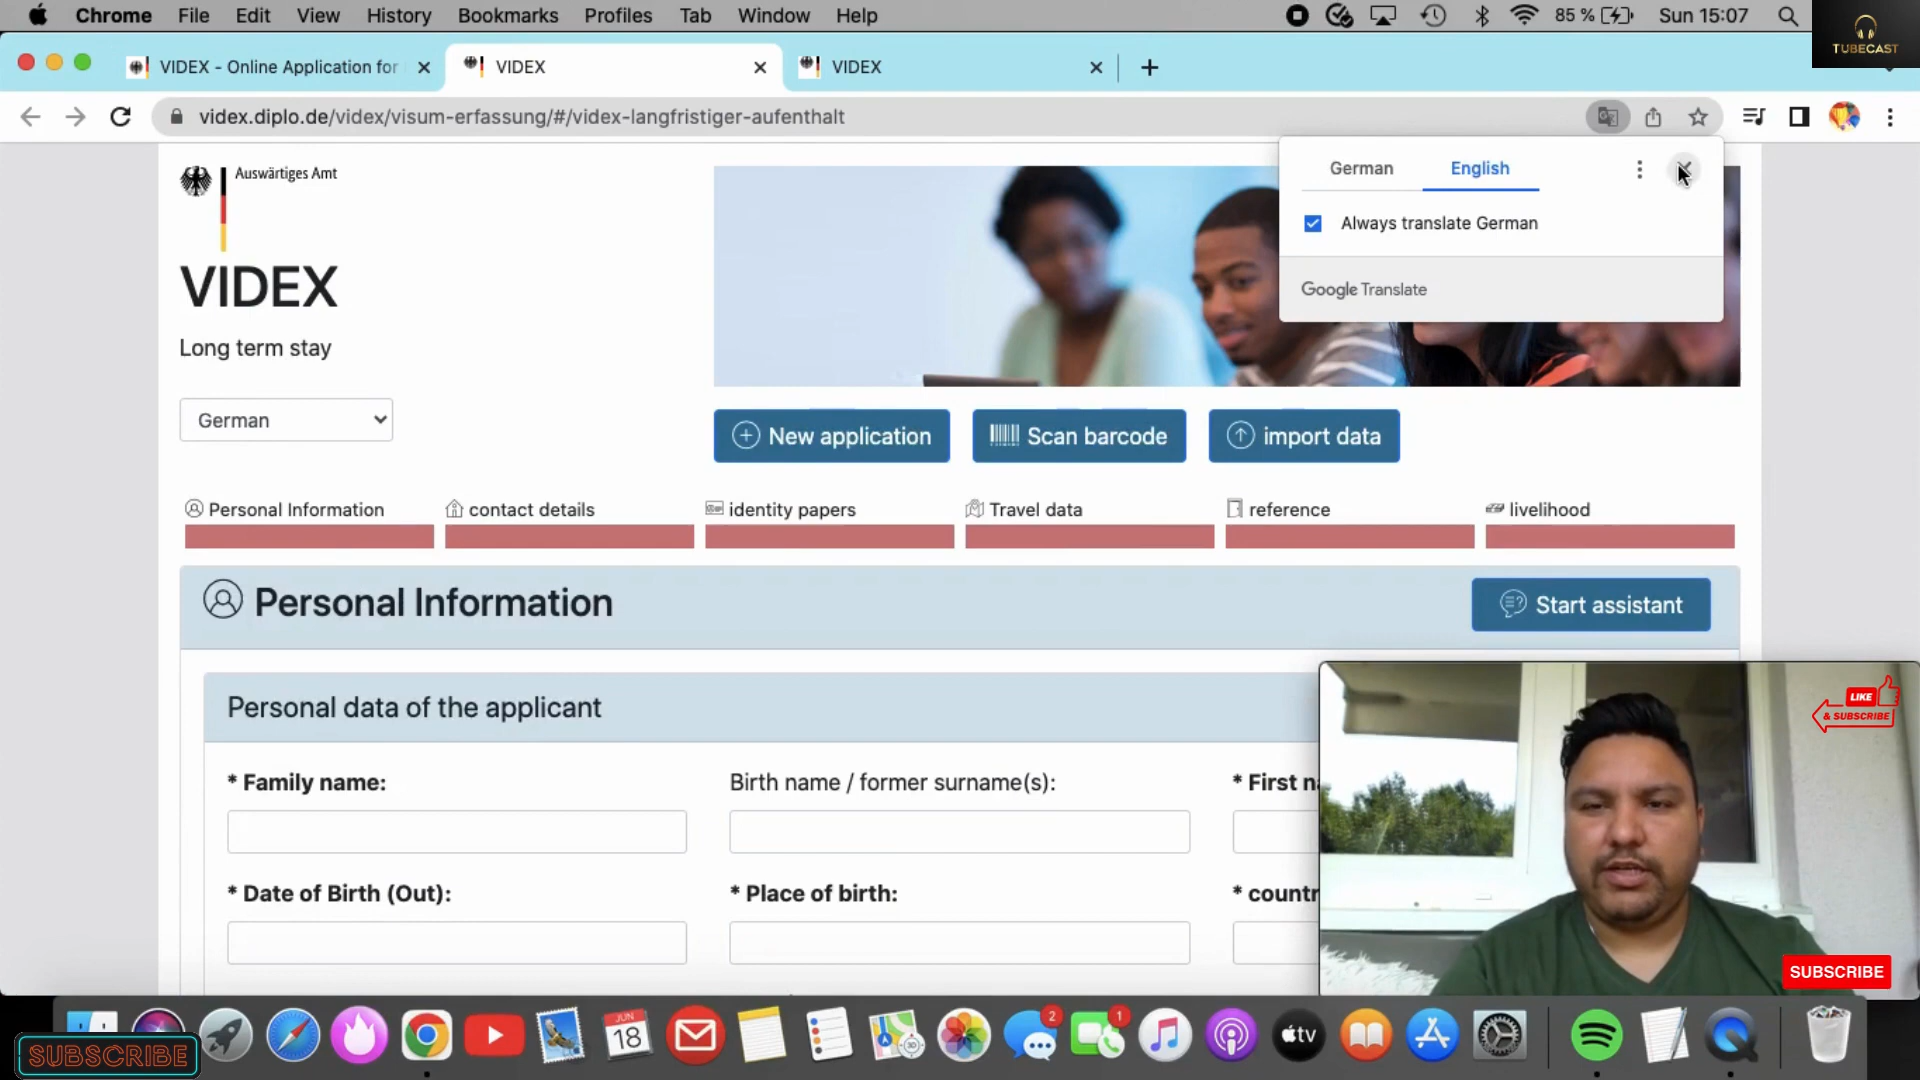 Chrome File Edit View History Bookmarks Profiles Tab Window Help 85 % Sun 15:07
TUBECAST
VIDEX - Online Application for
VIDEX
VIDEX
videx.diplo.de/videx/visum-erfassung/#/videx-langfristiger-aufenthalt
German English
Always translate German
Google Translate
Auswärtiges Amt
VIDEX
Long term stay
German
New application Scan barcode import data
Personal Information contact details identity papers Travel data reference livelihood
Personal Information
Start assistant
Personal data of the applicant
* Family name: Birth name / former surname(s): * First
* Date of Birth (Out): * Place of birth: *
LIKE
& SUBSCRIBE
SUBSCRIBE
JUN
18
2
1
30
tv
SUBSCRIBE